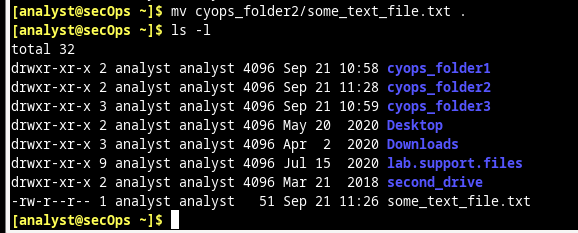 [analyst@secOps ~]$ mv cyops_folder2/some_text_file.txt .
[analyst@secOps ~]$ ls -l
total 32
drwxr-xr-x 2 analyst analyst 4096 Sep 21 10:58 cyops_folder1
drwxr-xr-x 2 analyst analyst 4096 Sep 21 11:28 cyops_folder2
drwxr-xr-x 3 analyst analyst 4096 Sep 21 10:59 cyops_folder3
drwxr-xr-x 2 analyst analyst 4096 May 20  2020 Desktop
drwxr-xr-x 3 analyst analyst 4096 Apr  2  2020 Downloads
drwxr-xr-x 9 analyst analyst 4096 Jul 15  2020 lab.support.files
drwxr-xr-x 2 analyst analyst 4096 Mar 21  2018 second_drive
-rw-r--r-- 1 analyst analyst   51 Sep 21 11:26 some_text_file.txt
[analyst@secOps ~]$